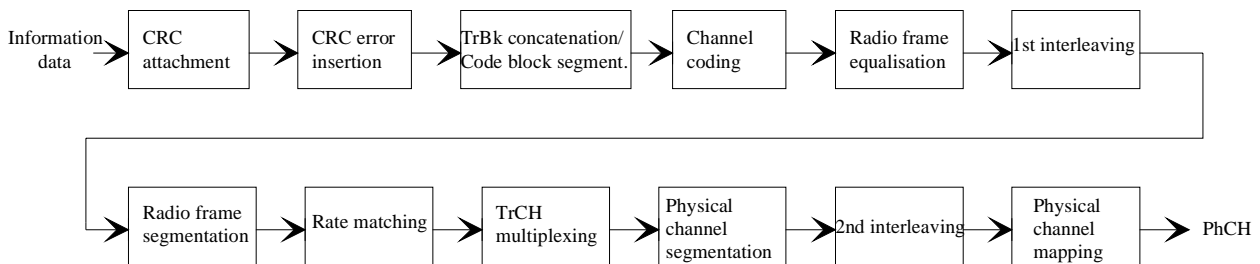 Information
data
CRC
attachment
CRC error
insertion
TrBk concatenation/
Code block segment.
Channel
coding
Radio frame
equalisation
1st interleaving
Radio frame
segmentation
Rate matching
TrCH
multiplexing
Physical
channel
segmentation
2nd interleaving
Physical
channel
mapping
PhCH